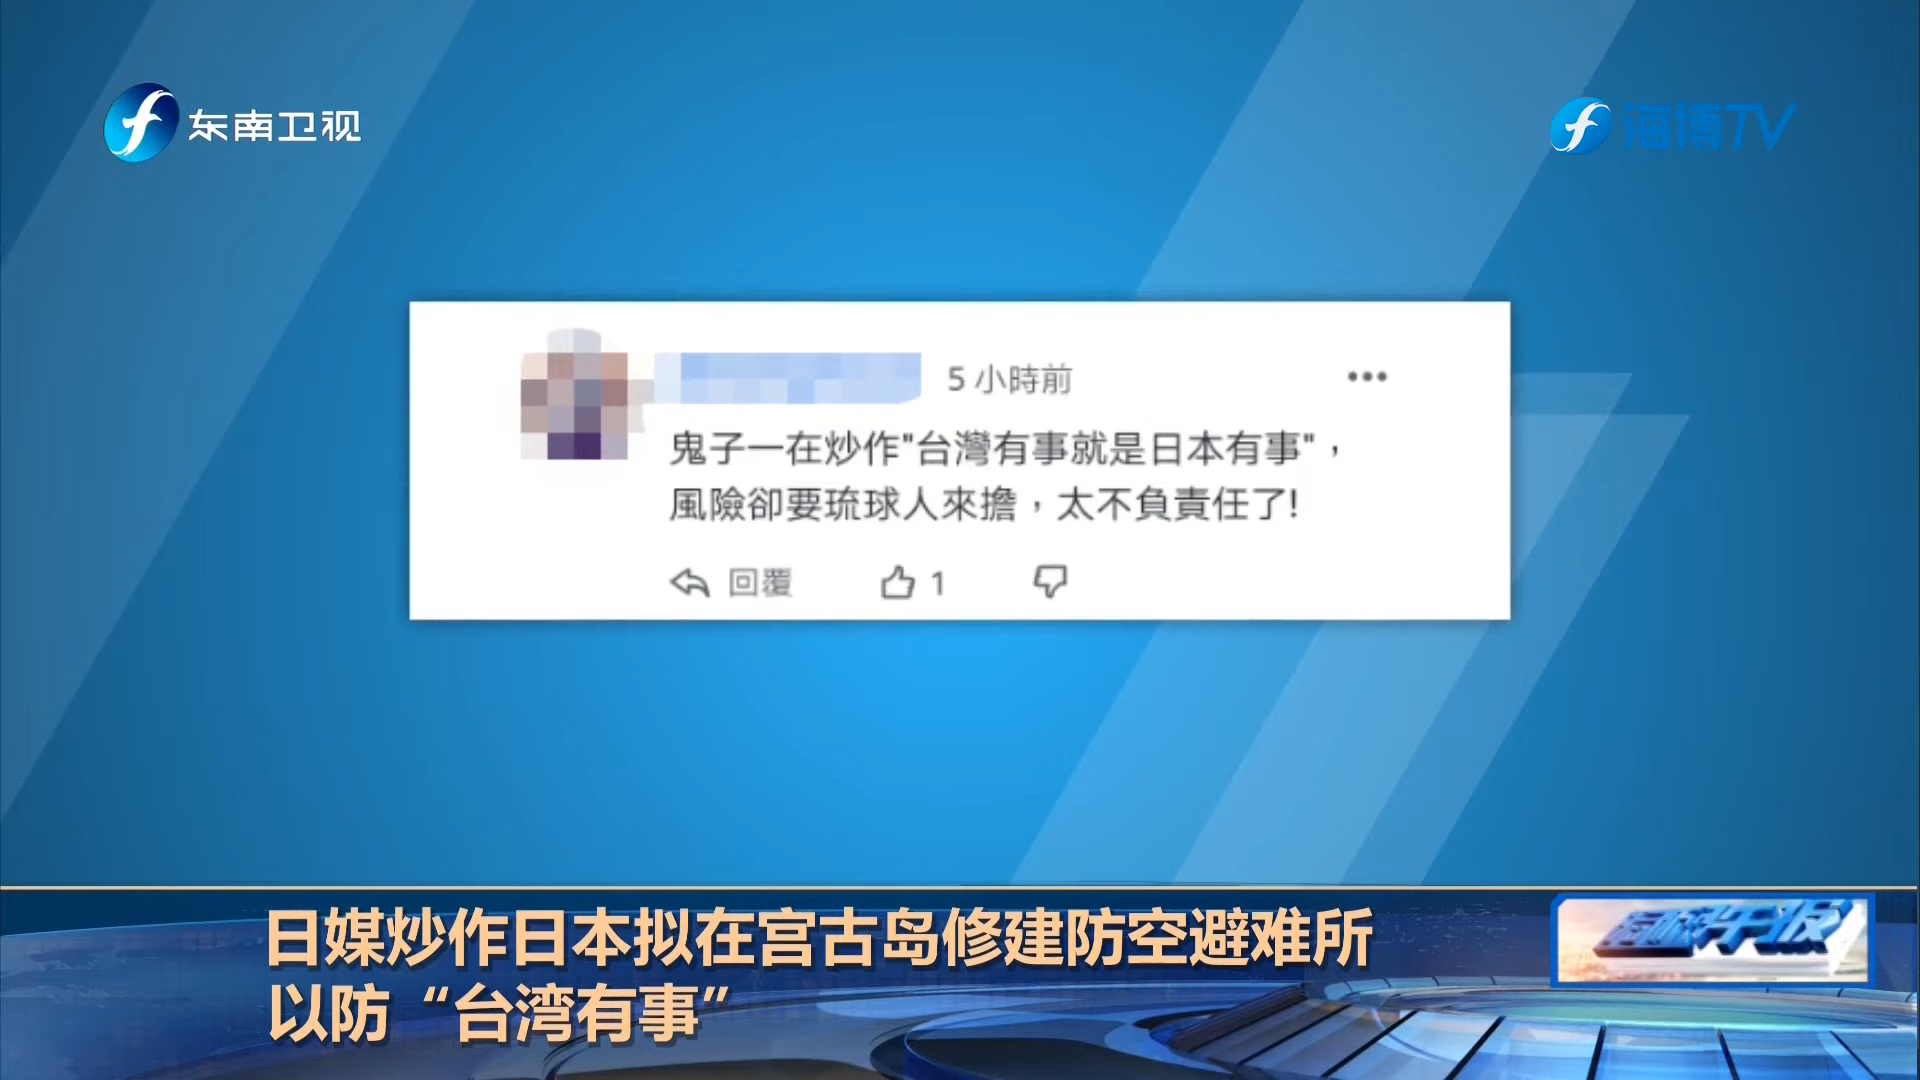 东南卫视
海博TV
5 小時前
鬼子一在炒作"台灣有事就是日本有事"，
風險卻要琉球人來擔，太不負責任了!
回覆
1
日媒炒作日本拟在宫古岛修建防空避难所
以防“台湾有事”
午报